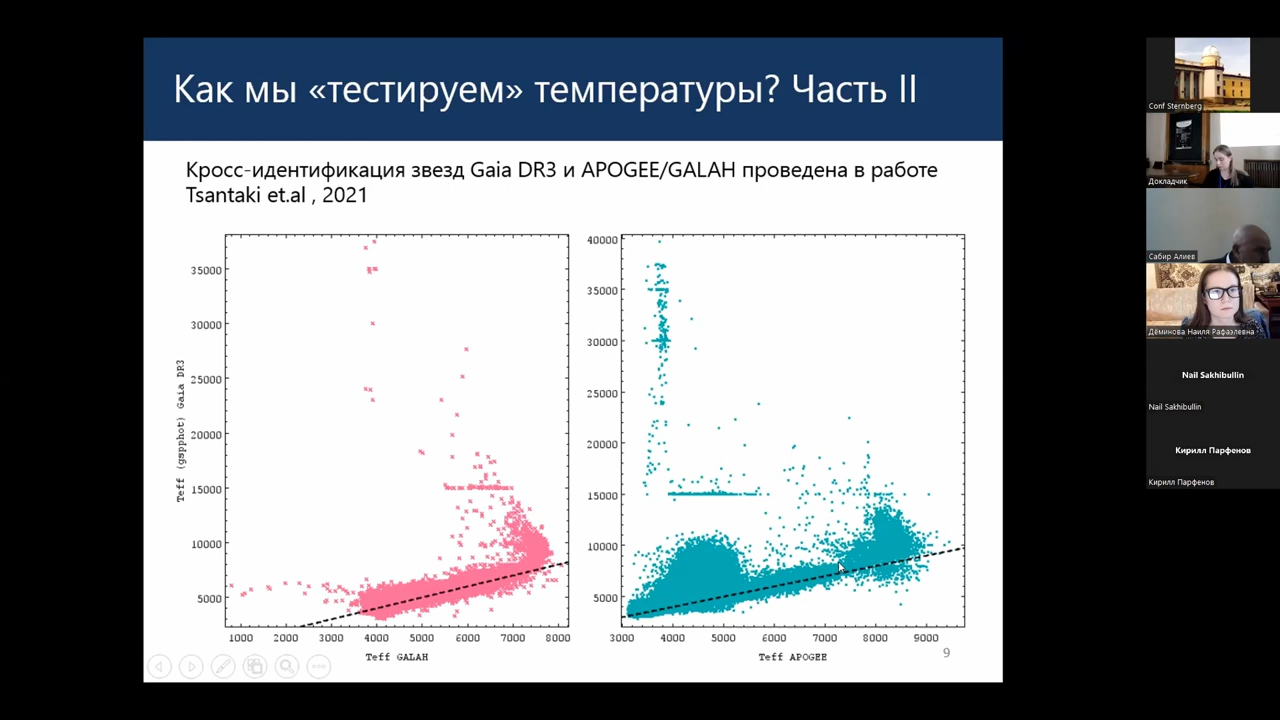 Как мы «тестируем» температуры? Часть II
Кросс-идентификация звезд Gaia DR3 и APOGEE/GALAH проведена в работе
Tsantaki et.al , 2021
Teff (gspphot) Gaia DR3
35000
30000
25000
20000
15000
10000
5000
1000 2000 3000 4000 5000 6000 7000 8000
Teff GALAH
40000
35000
30000
25000
20000
15000
10000
5000
3000 4000 5000 6000 7000 8000 9000
Teff APOGEE
9
Conf Sternberg
Докладчик
Сабир Алиев
Дёминова Наиля Рафаэлевна
Nail Sakhibullin
Nail Sakhibullin
Кирилл Парфенов
Кирилл Парфенов